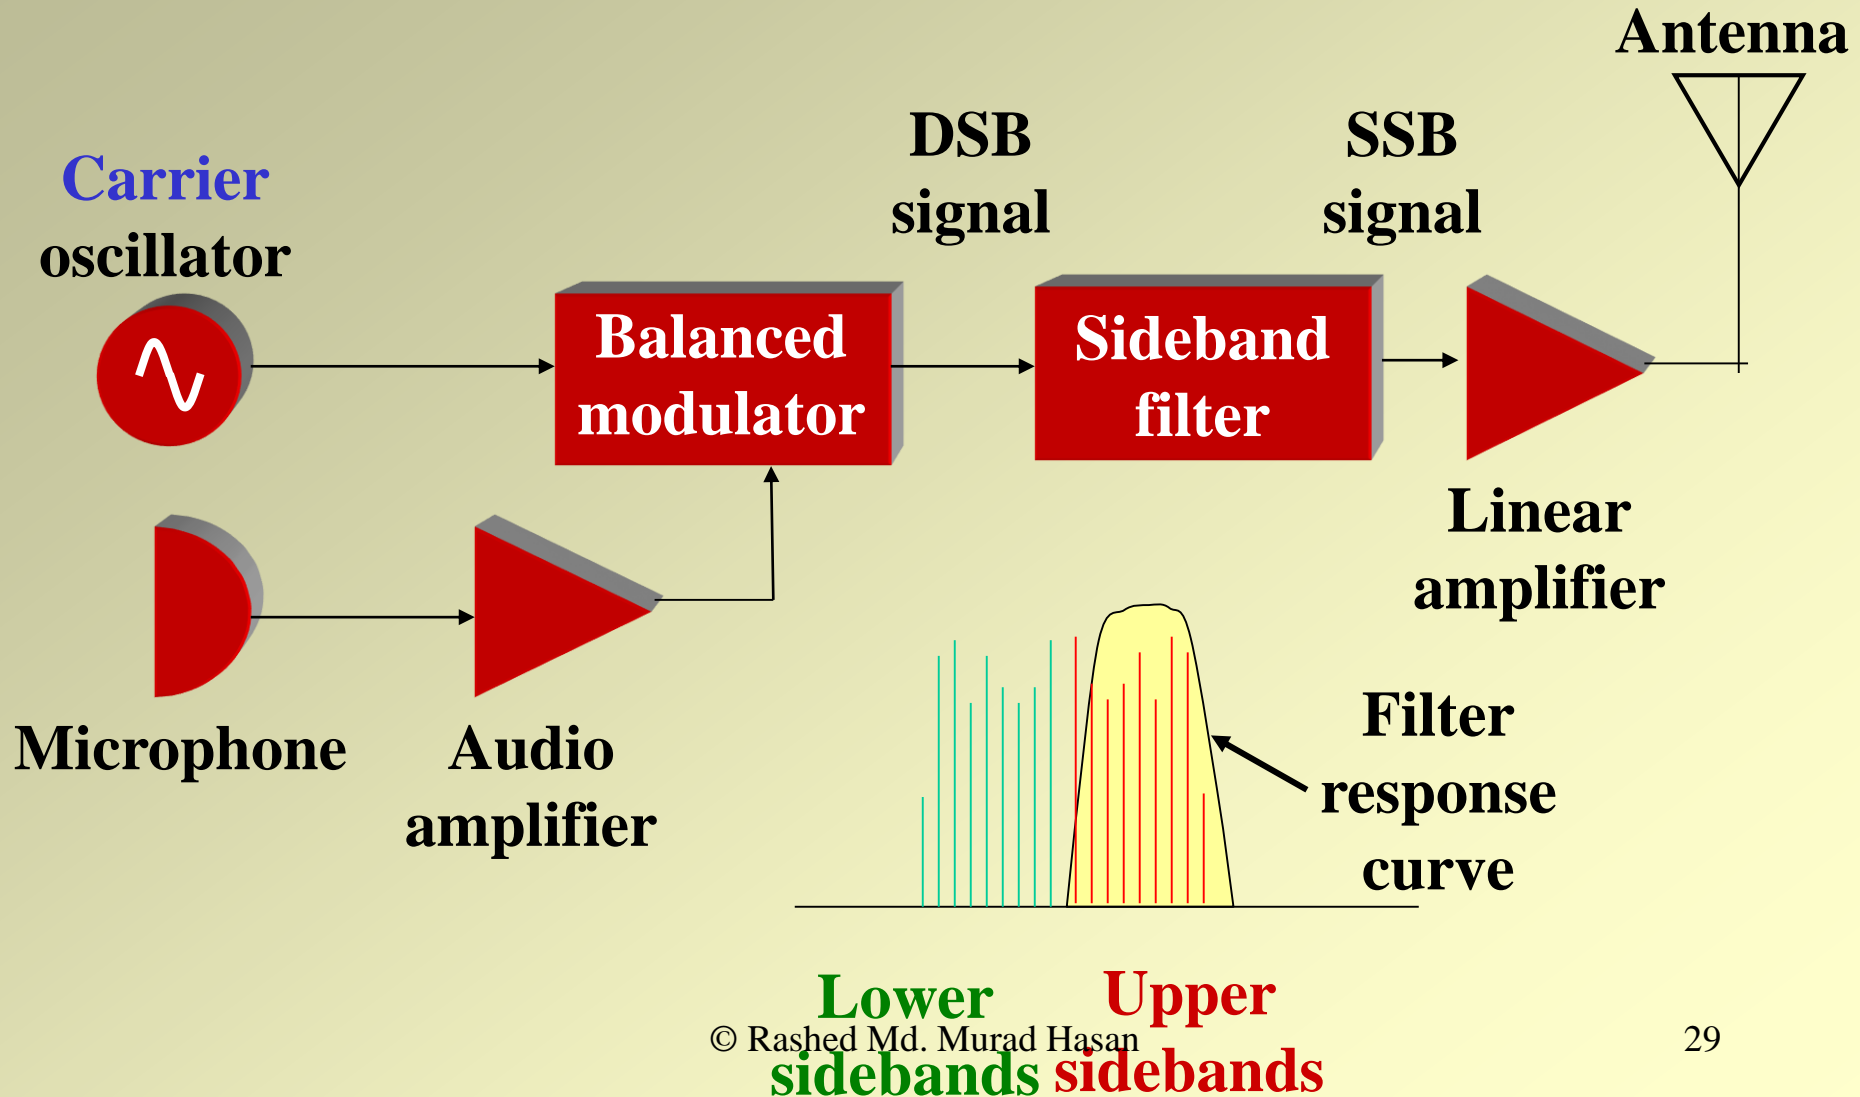 Antenna
DSB
signal
SSB
signal
Carrier
oscillator
Balanced
modulator
Sideband
filter
Linear
amplifier
Microphone
Audio
amplifier
Filter
response
curve
Lower
sidebands
Upper
sidebands
© Rashed Md. Murad Hasan
29